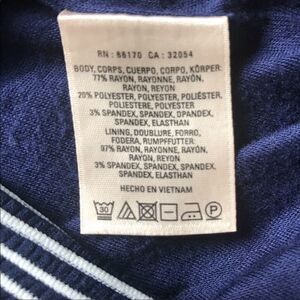 RN : 66170 CA : 32054
BODY, CORPS, CUERPO, CORPO, KÖRPER:
77% RAYON, RAYONNE, RAYÓN,
RAYON, REYON
20% POLYESTER, POLYESTER, POLIÉSTER,
POLIESTERE, POLYESTER
3% SPANDEX, SPANDEX, SPANDEX,
SPANDEX, ELASTHAN
LINING, DOUBLURE, FORRO,
FODERA, RUMPFFUTTER:
97% RAYON, RAYONNE, RAYÓN,
RAYON, REYON
3% SPANDEX, SPANDEX, SPANDEX,
SPANDEX, ELASTHAN
HECHO EN VIETNAM
30 P